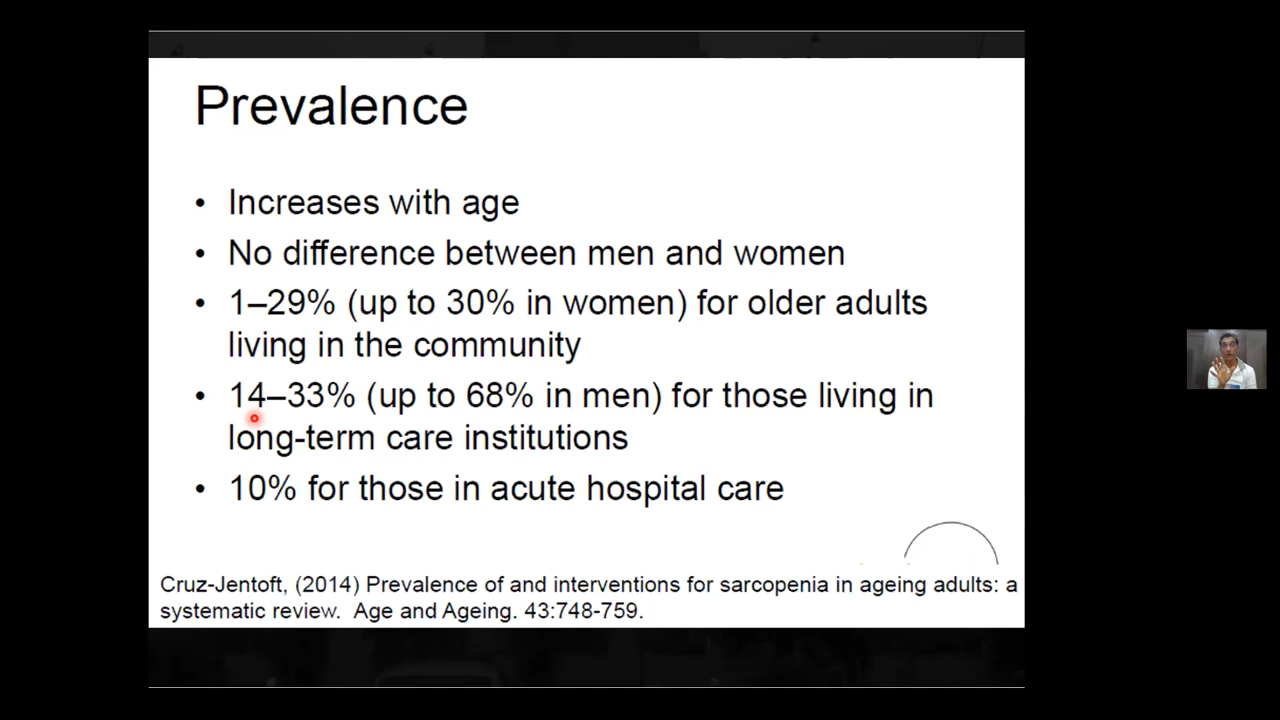 Prevalence
• Increases with age
• No difference between men and women
• 1–29% (up to 30% in women) for older adults
living in the community
• 14–33% (up to 68% in men) for those living in
long-term care institutions
• 10% for those in acute hospital care
Cruz-Jentoft, (2014) Prevalence of and interventions for sarcopenia in ageing adults: a
systematic review. Age and Ageing. 43:748-759.